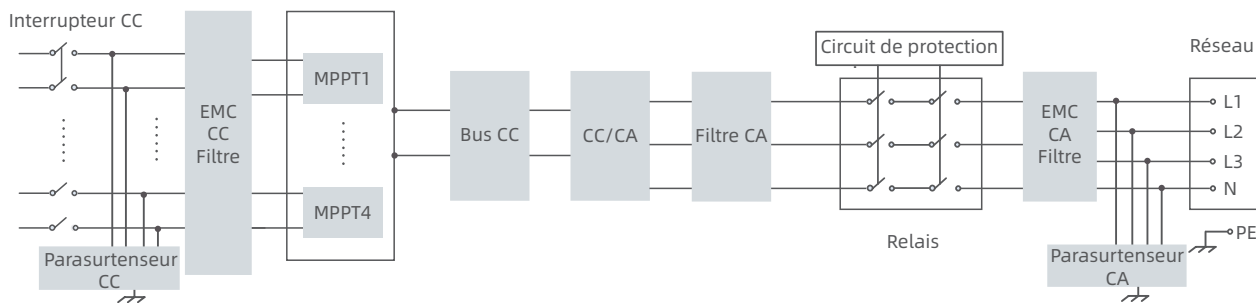 Interrupteur CC
EMC
CC
Filtre
MPPT1
MPPT4
Parasurtenseur
CC
Bus CC
CC/CA
Filtre CA
Circuit de protection
Relais
EMC
CA
Filtre
Réseau
L1
L2
L3
N
PE
Parasurtenseur
CA